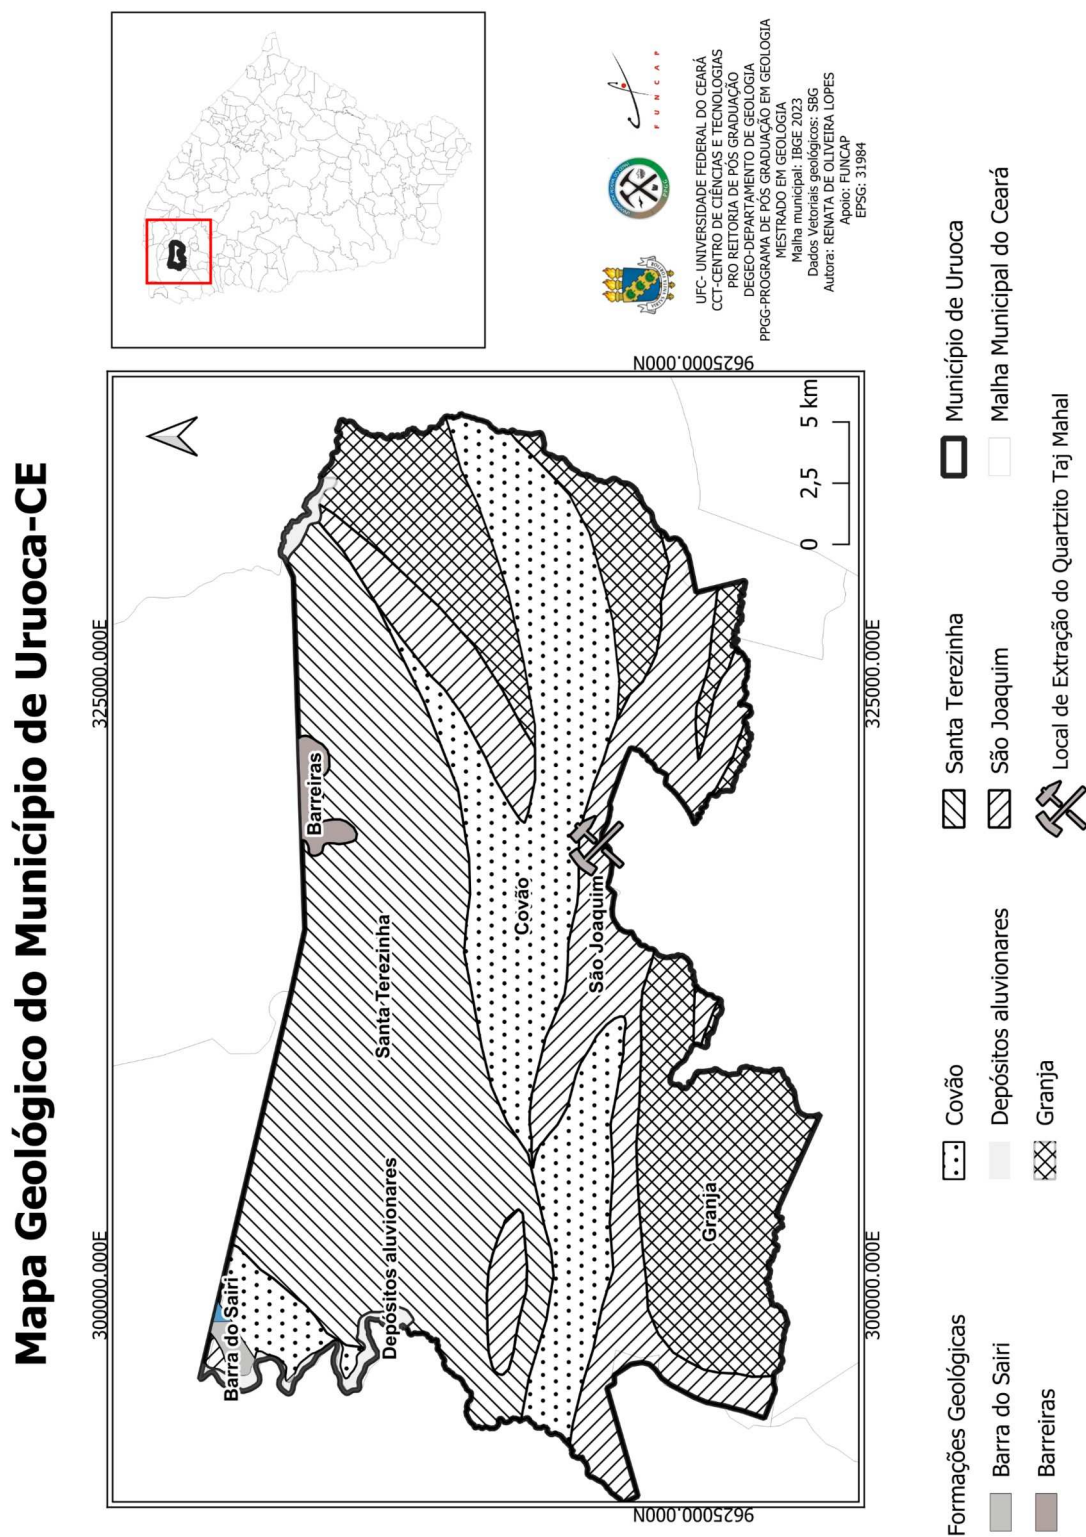 Mapa Geológico do Município de Uruoca-CE
300000.000E
325000.000E
9625000.000N
9625000.000N
Barra do Sairi
Depósitos aluvionares
Santa Terezinha
Barreiras
Covão
São Joaquim
Granja
0 2,5 5 km
300000.000E
325000.000E
FUNCAP
UFC- UNIVERSIDADE FEDERAL DO CEARÁ
CCT-CENTRO DE CIÊNCIAS E TECNOLOGIAS
PRO REITORIA DE PÓS GRADUAÇÃO
DEGEO-DEPARTAMENTO DE GEOLOGIA
PPGG-PROGRAMA DE PÓS GRADUAÇÃO EM GEOLOGIA
MESTRADO EM GEOLOGIA
Malha municipal: IBGE 2023
Dados Vetoriais geológicos: SBG
Autora: RENATA DE OLIVEIRA LOPES
Apoio: FUNCAP
EPSG: 31984
Formações Geológicas
Barra do Sairi
Barreiras
Covão
Depósitos aluvionares
Granja
Santa Terezinha
São Joaquim
Local de Extração do Quartzito Taj Mahal
Município de Uruoca
Malha Municipal do Ceará